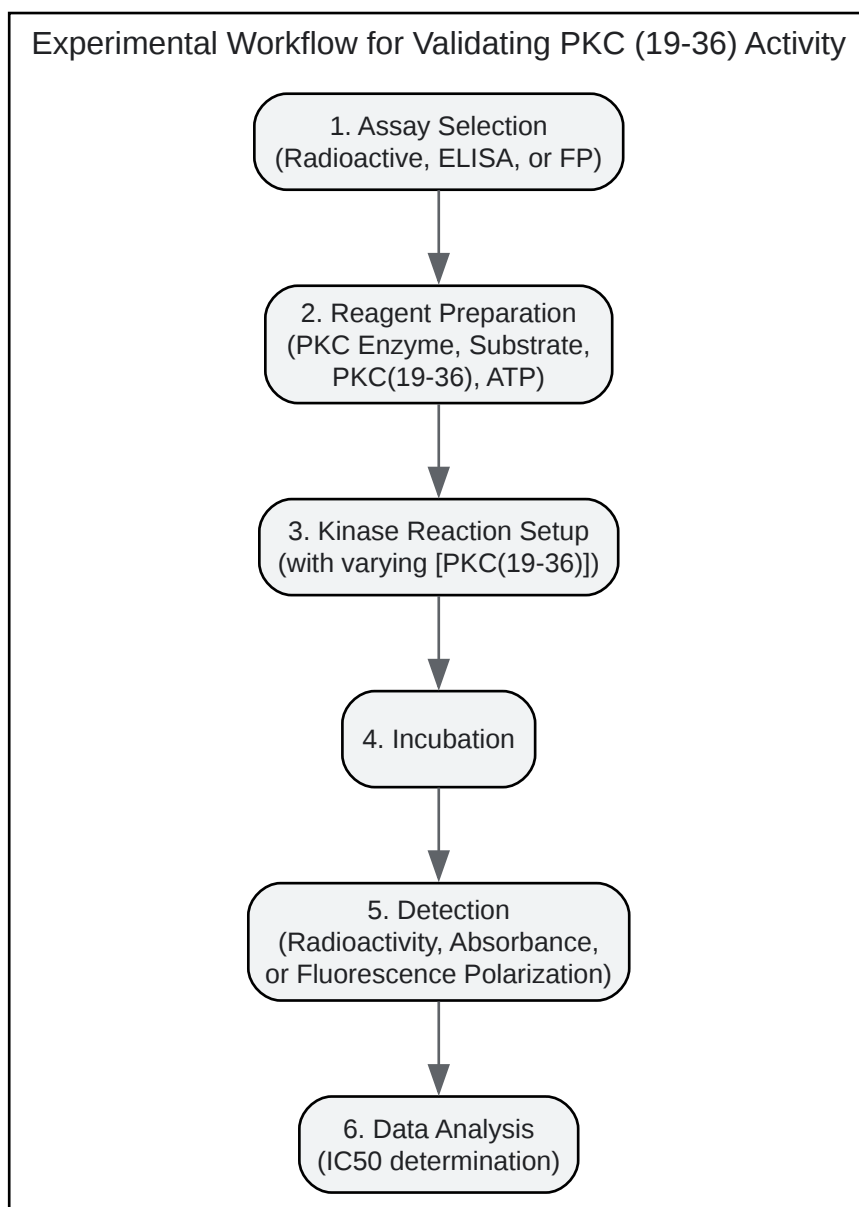 Experimental Workflow for Validating PKC (19-36) Activity
1. Assay Selection
(Radioactive, ELISA, or FP)
2. Reagent Preparation
(PKC Enzyme, Substrate,
PKC(19-36), ATP)
3. Kinase Reaction Setup
(with varying [PKC(19-36)])
4. Incubation
5. Detection
(Radioactivity, Absorbance,
or Fluorescence Polarization)
6. Data Analysis
(IC50 determination)